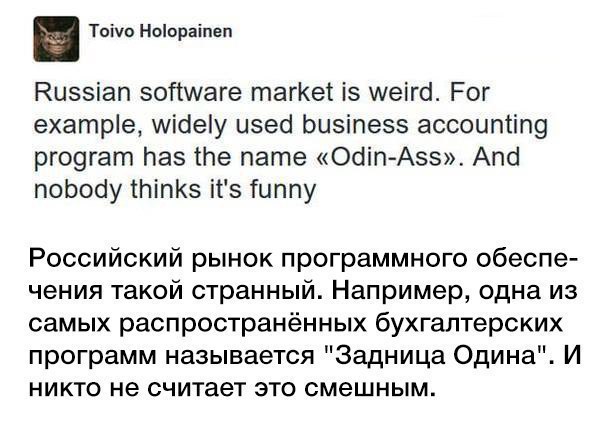 Toivo Holopainen
Russian software market is weird. For
example, widely used business accounting
program has the name «Odin-Ass». And
nobody thinks it's funny
Российский рынок программного обеспе-
чения такой странный. Например, одна из
самых распространённых бухгалтерских
программ называется "Задница Одина". И
никто не считает это смешным.